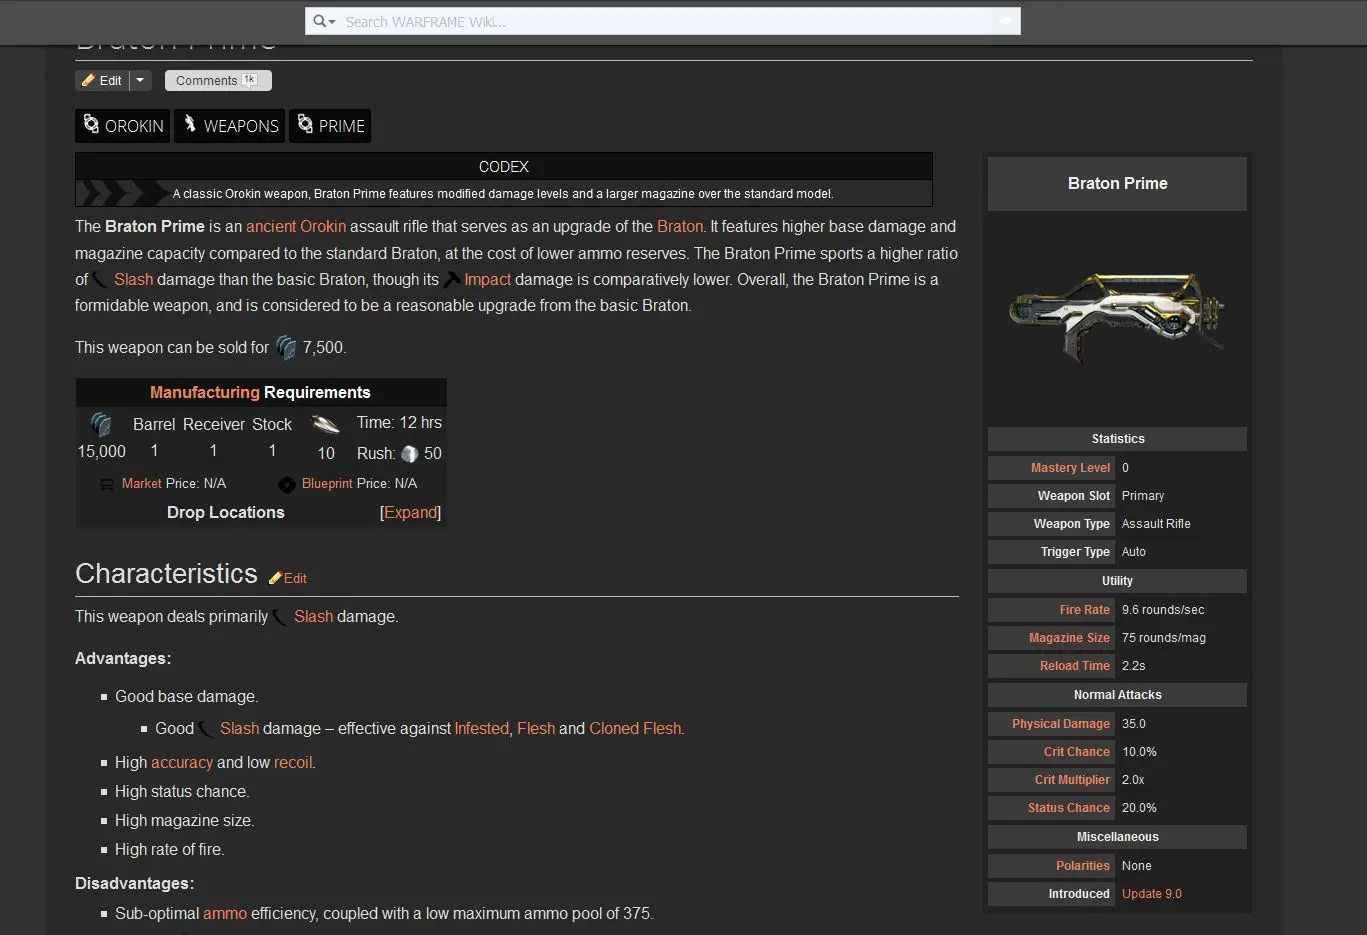 Search WARFRAME Wiki...
Braton Prime
Edit
Comments 1k
OROKIN WEAPONS PRIME
CODEX
A classic Orokin weapon, Braton Prime features modified damage levels and a larger magazine over the standard model.
The Braton Prime is an ancient Orokin assault rifle that serves as an upgrade of the Braton. It features higher base damage and
magazine capacity compared to the standard Braton, at the cost of lower ammo reserves. The Braton Prime sports a higher ratio
of Slash damage than the basic Braton, though its Impact damage is comparatively lower. Overall, the Braton Prime is a
formidable weapon, and is considered to be a reasonable upgrade from the basic Braton.
This weapon can be sold for 7,500.
Manufacturing Requirements
Barrel Receiver Stock Time: 12 hrs
15,000 1 1 1 10 Rush: 50
Market Price: N/A Blueprint Price: N/A
Drop Locations [Expand]
Characteristics Edit
This weapon deals primarily Slash damage.
Advantages:
Good base damage.
Good Slash damage – effective against Infested, Flesh and Cloned Flesh.
High accuracy and low recoil.
High status chance.
High magazine size.
High rate of fire.
Disadvantages:
Sub-optimal ammo efficiency, coupled with a low maximum ammo pool of 375.
Braton Prime
Statistics
Mastery Level 0
Weapon Slot Primary
Weapon Type Assault Rifle
Trigger Type Auto
Utility
Fire Rate 9.6 rounds/sec
Magazine Size 75 rounds/mag
Reload Time 2.2s
Normal Attacks
Physical Damage 35.0
Crit Chance 10.0%
Crit Multiplier 2.0x
Status Chance 20.0%
Miscellaneous
Polarities None
Introduced Update 9.0